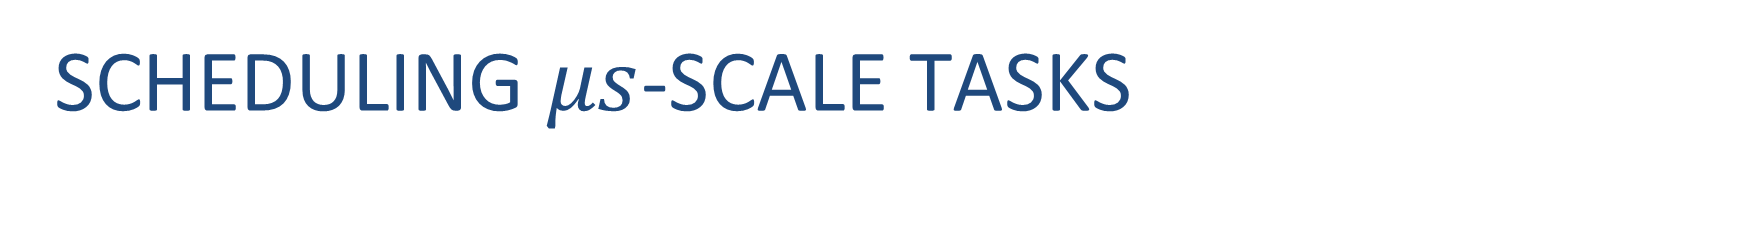 SCHEDULING μs-SCALE TASKS